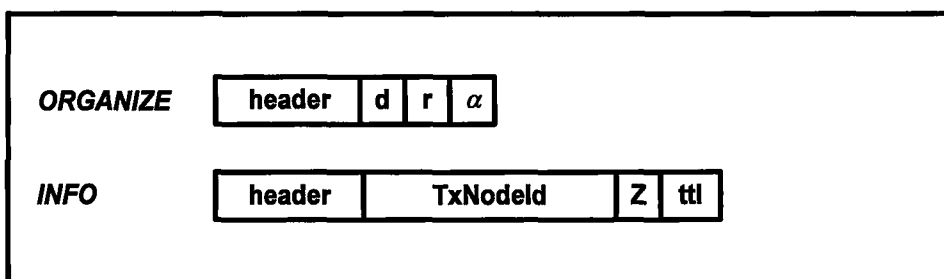 ORGANIZE header d r α
INFO header TxNodeId Z ttl